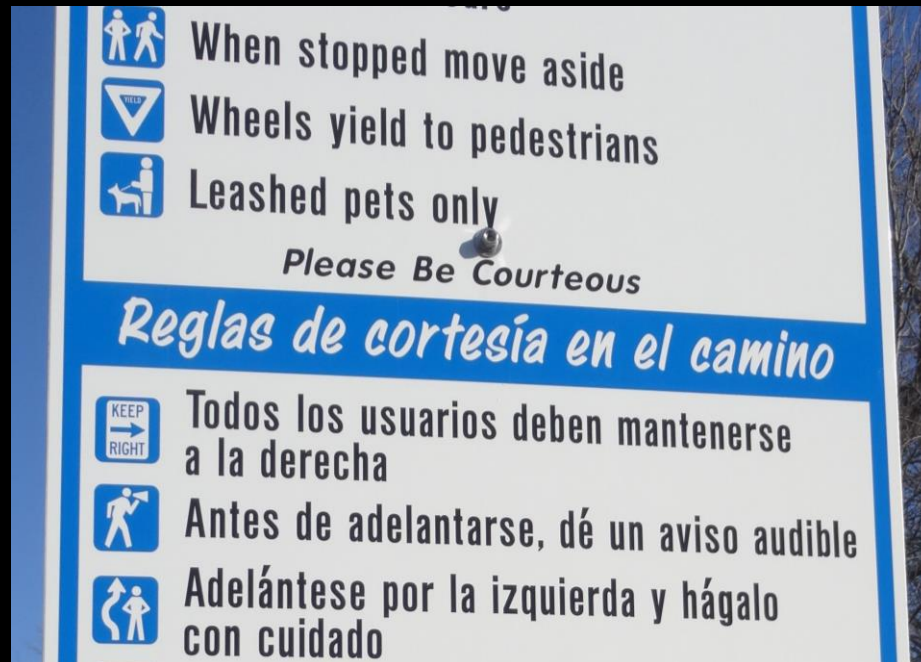 When stopped move aside
YIELD
Wheels yield to pedestrians
Leashed pets only
Please Be Courteous
Reglas de cortesía en el camino
KEEP
RIGHT
Todos los usuarios deben mantenerse
a la derecha
Antes de adelantarse, dé un aviso audible
Adelántese por la izquierda y hágalo
con cuidado